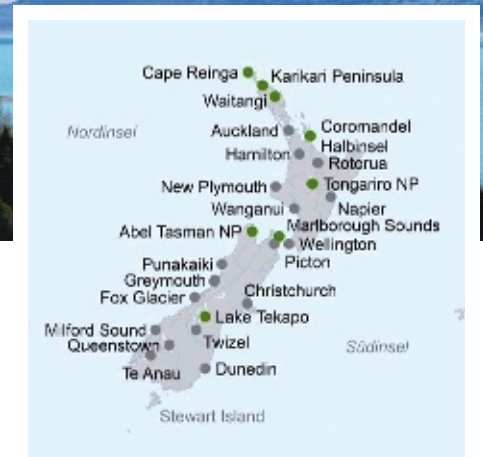 Cape Reinga
Karikari Peninsula
Waitangi
Nordinsel
Auckland
Coromandel
Halbinsel
Hamilton
Rotorua
New Plymouth
Tongariro NP
Wanganui
Napier
Abel Tasman NP
Marlborough Sounds
Wellington
Picton
Punakaiki
Greymouth
Fox Glacier
Christchurch
Lake Tekapo
Milford Sound
Queenstown
Twizel
Südinsel
Te Anau
Dunedin
Stewart Island